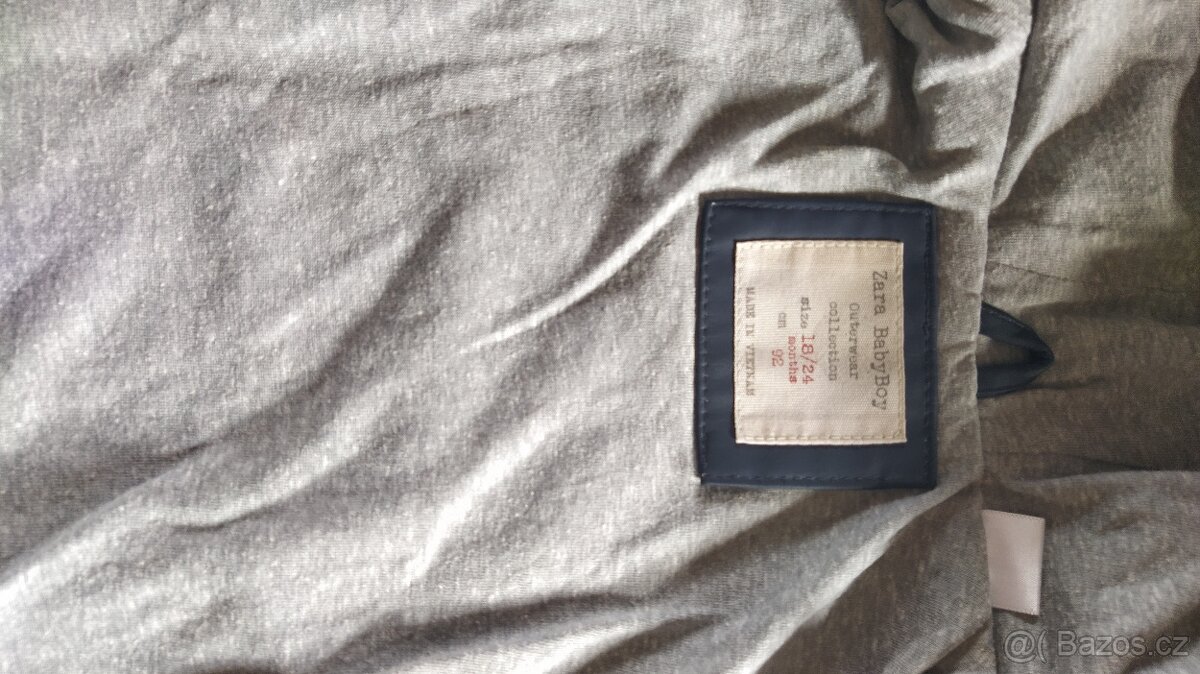 Zara BabyBoy
Outerwear
collection
size 18/24
months
cm 92
MADE IN VIETNAM
@( Bazos.cz